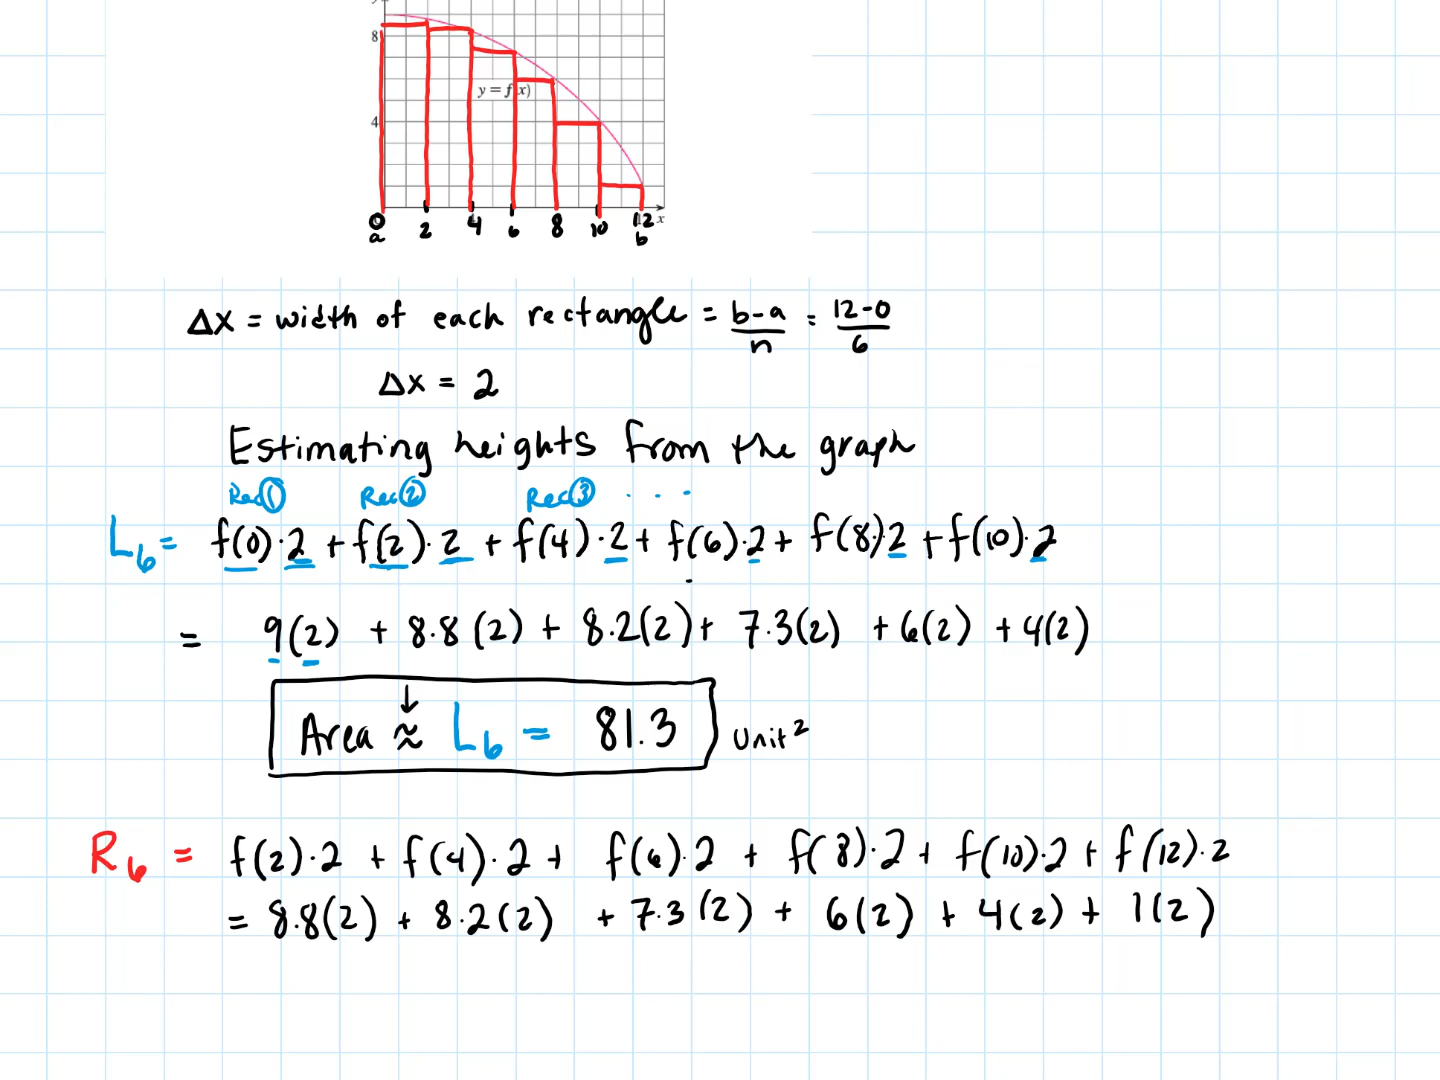 y
8
y = f(x)
4
0 2 4 6 8 10 12 x
a b
Δx = width of each rectangle = b-a/n = 12-0/6
Δx = 2
Estimating heights from the graph
Rec① Rec② Rec③ . . .
L6 = f(0)·2 + f(2)·2 + f(4)·2 + f(6)·2 + f(8)·2 + f(10)·2
= 9(2) + 8.8(2) + 8.2(2) + 7.3(2) + 6(2) + 4(2)
↓
Area ≈ L6 = 81.3 Unit²
R6 = f(2)·2 + f(4)·2 + f(6)·2 + f(8)·2 + f(10)·2 + f(12)·2
= 8.8(2) + 8.2(2) + 7.3(2) + 6(2) + 4(2) + 1(2)